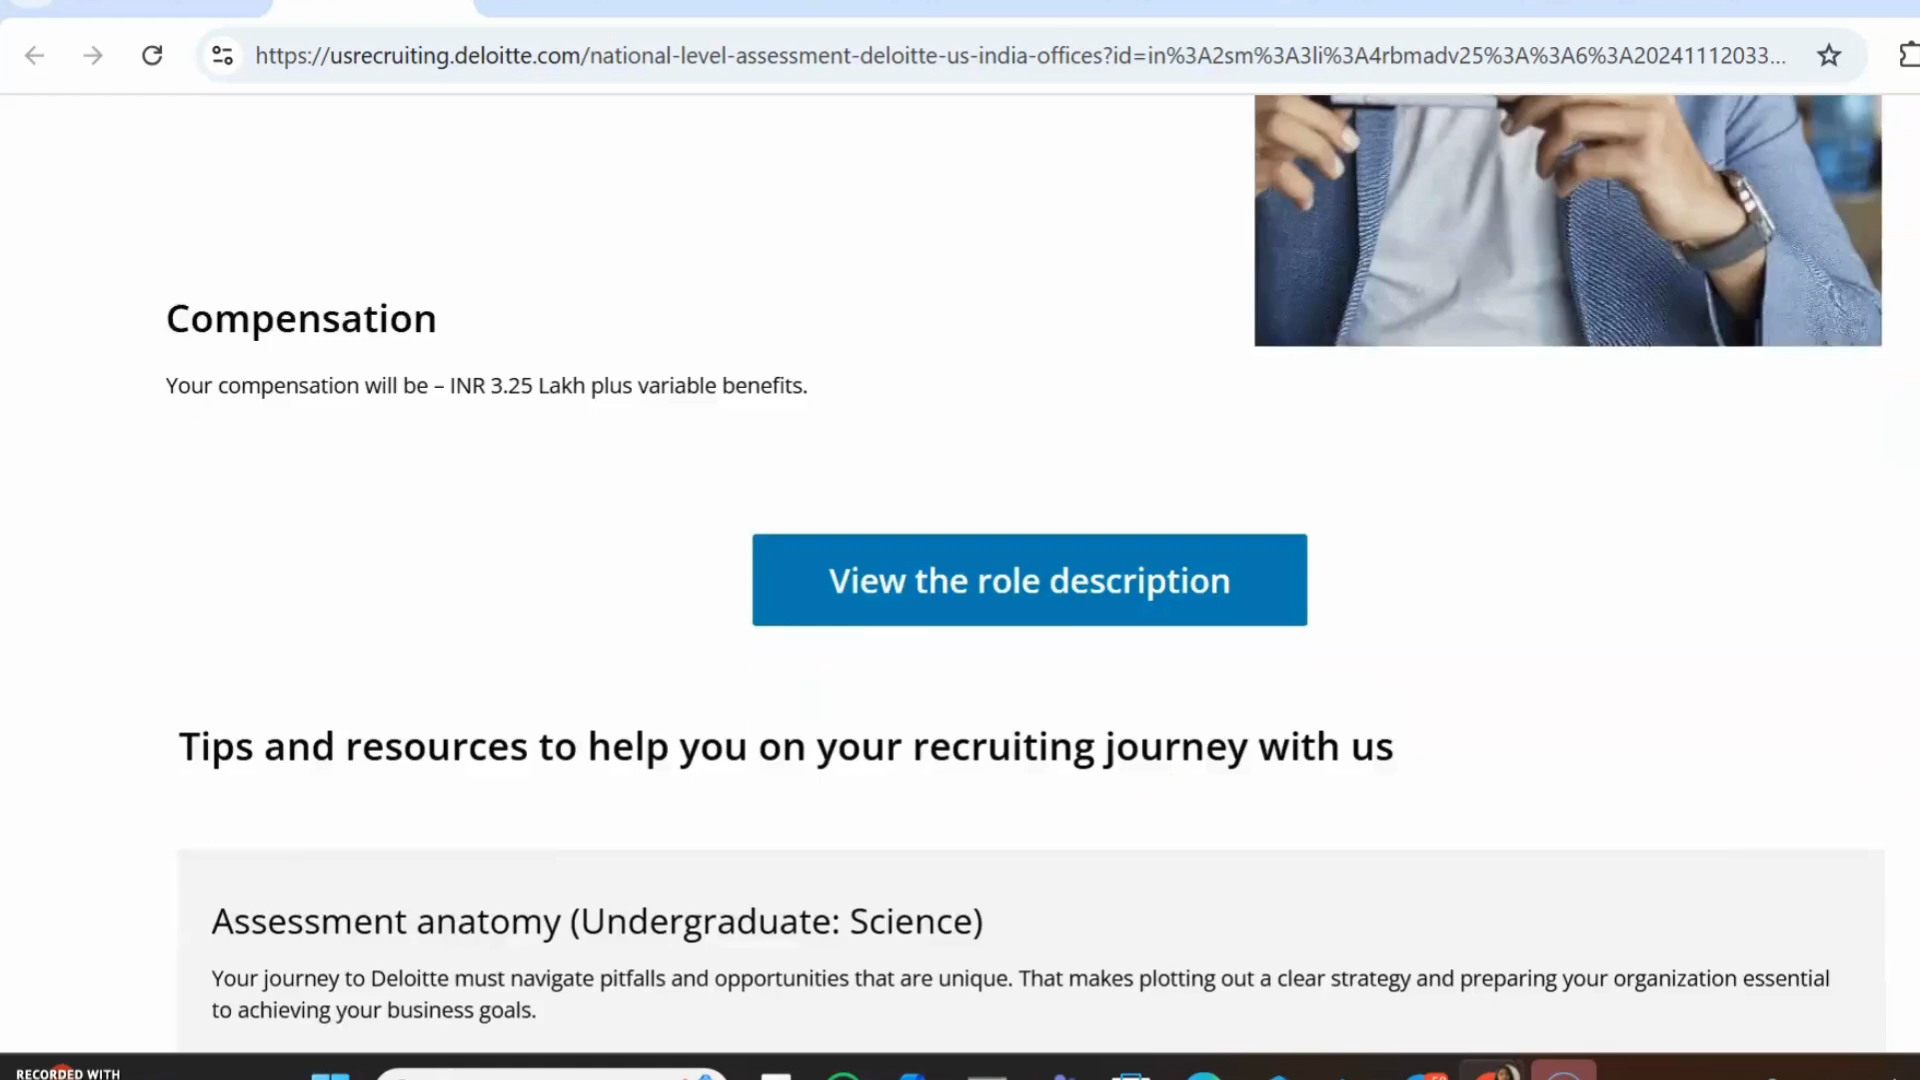 https://usrecruiting.deloitte.com/national-level-assessment-deloitte-us-india-offices?id=in%3A2sm%3A3li%3A4rbmadv25%3A%3A6%3A20241112033...
Compensation
Your compensation will be – INR 3.25 Lakh plus variable benefits.
View the role description
Tips and resources to help you on your recruiting journey with us
Assessment anatomy (Undergraduate: Science)
Your journey to Deloitte must navigate pitfalls and opportunities that are unique. That makes plotting out a clear strategy and preparing your organization essential
to achieving your business goals.
RECORDED WITH